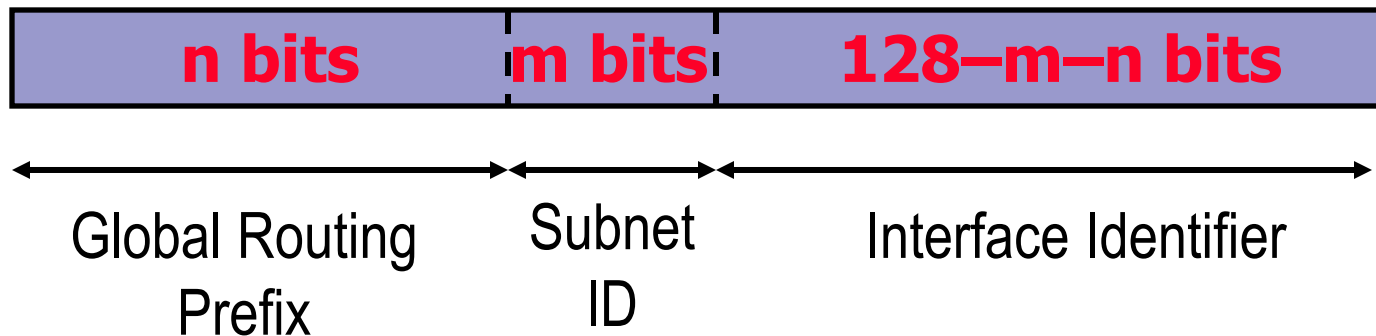 n bits m bits 128–m–n bits
Global Routing Prefix
Subnet ID
Interface Identifier